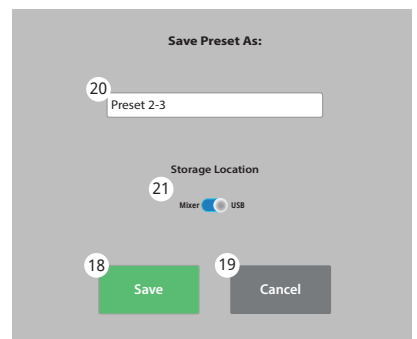 Save Preset As:
20
Preset 2-3
Storage Location
21
Mixer USB
18 19
Save Cancel